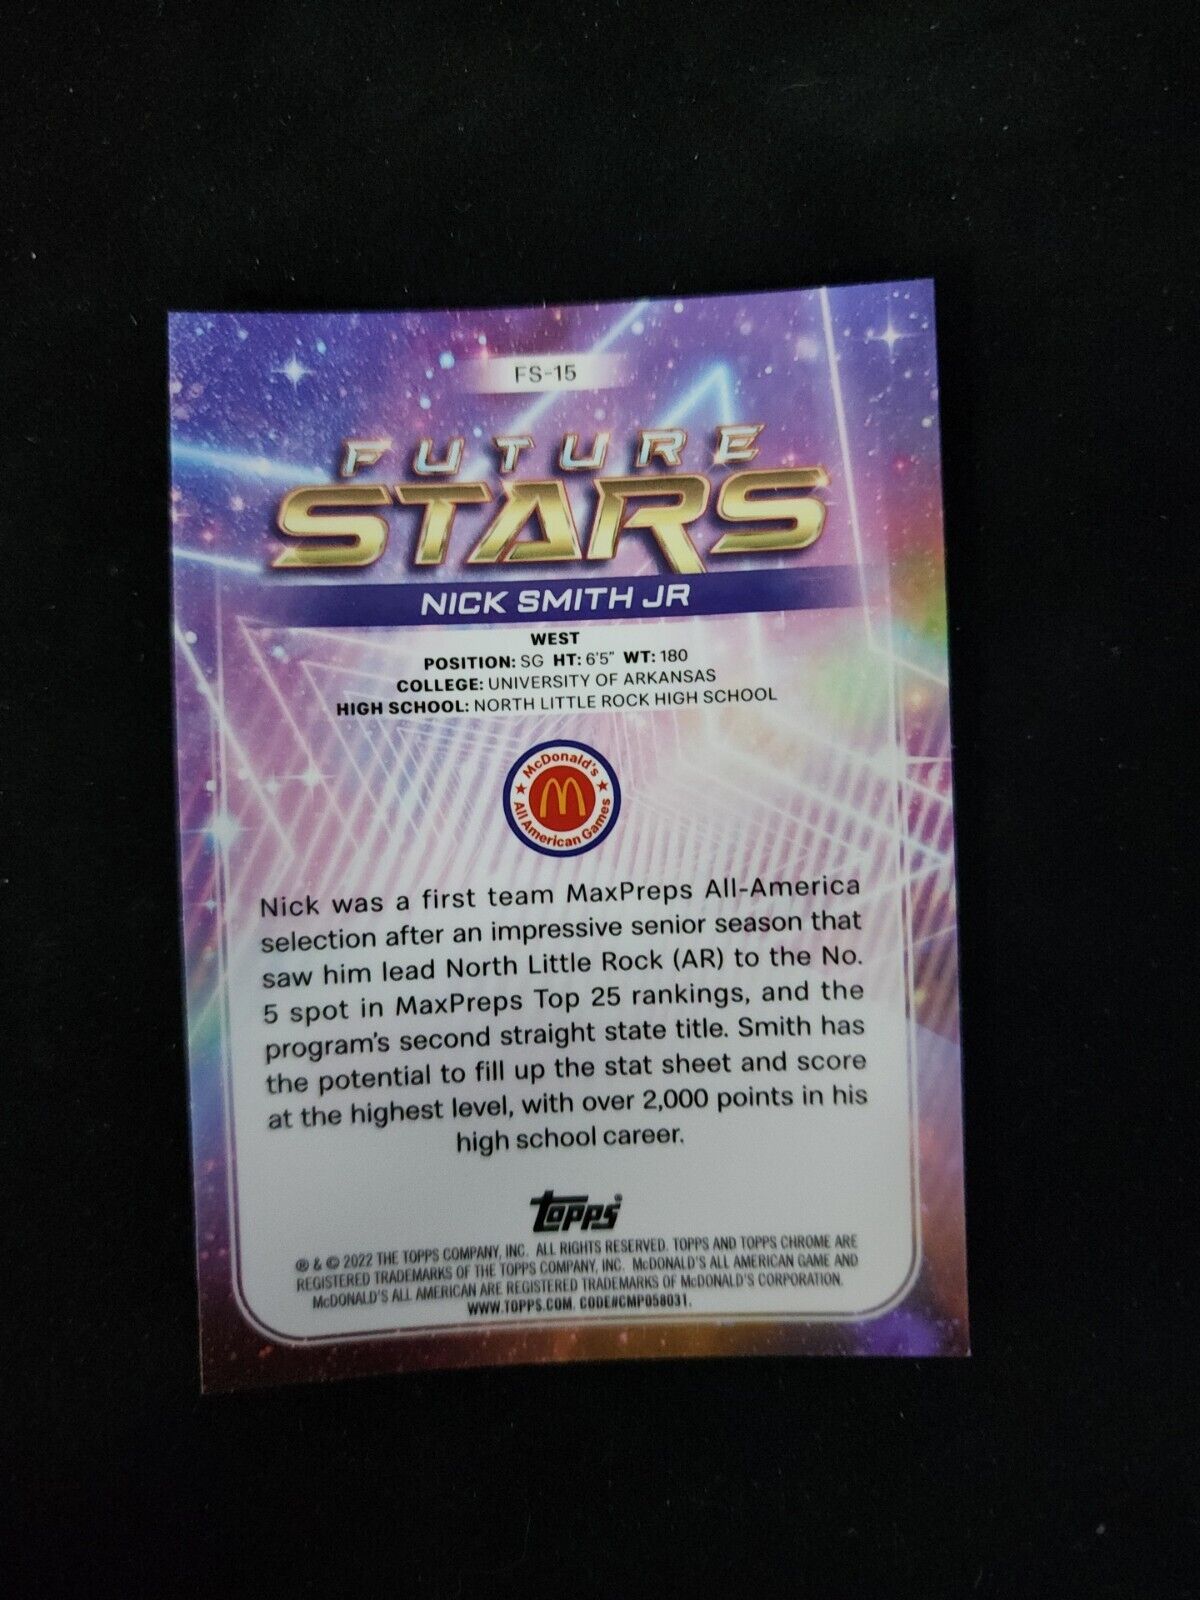 FS-15
FUTURE
STARS
NICK SMITH JR
WEST
POSITION: SG HT: 6'5" WT: 180
COLLEGE: UNIVERSITY OF ARKANSAS
HIGH SCHOOL: NORTH LITTLE ROCK HIGH SCHOOL
McDonald's
All American Games
Nick was a first team MaxPreps All-America
selection after an impressive senior season that
saw him lead North Little Rock (AR) to the No.
5 spot in MaxPreps Top 25 rankings, and the
program's second straight state title. Smith has
the potential to fill up the stat sheet and score
at the highest level, with over 2,000 points in his
high school career.
topps®
® & © 2022 THE TOPPS COMPANY, INC. ALL RIGHTS RESERVED. TOPPS AND TOPPS CHROME ARE
REGISTERED TRADEMARKS OF THE TOPPS COMPANY, INC. McDONALD'S ALL AMERICAN GAME AND
McDONALD'S ALL AMERICAN ARE REGISTERED TRADEMARKS OF McDONALD'S CORPORATION.
WWW.TOPPS.COM. CODE#CMP058031.